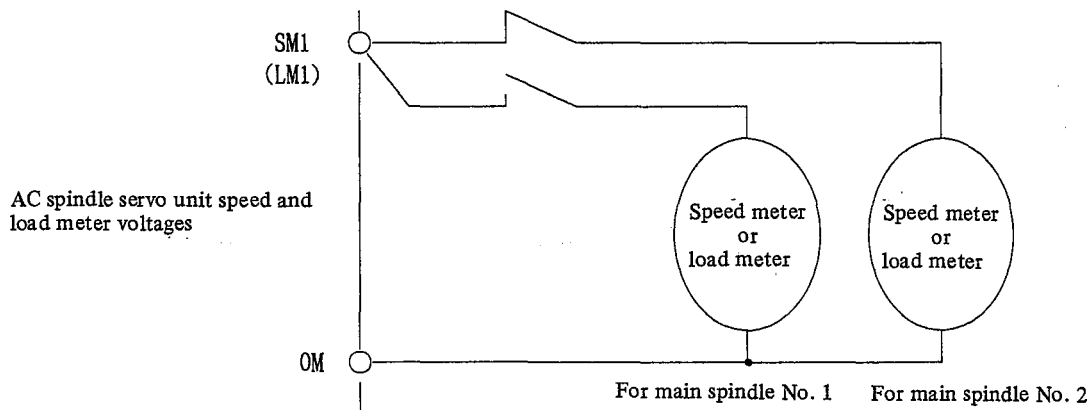 SM1
(LM1)
AC spindle servo unit speed and
load meter voltages
Speed meter
or
load meter
Speed meter
or
load meter
OM
For main spindle No. 1
For main spindle No. 2